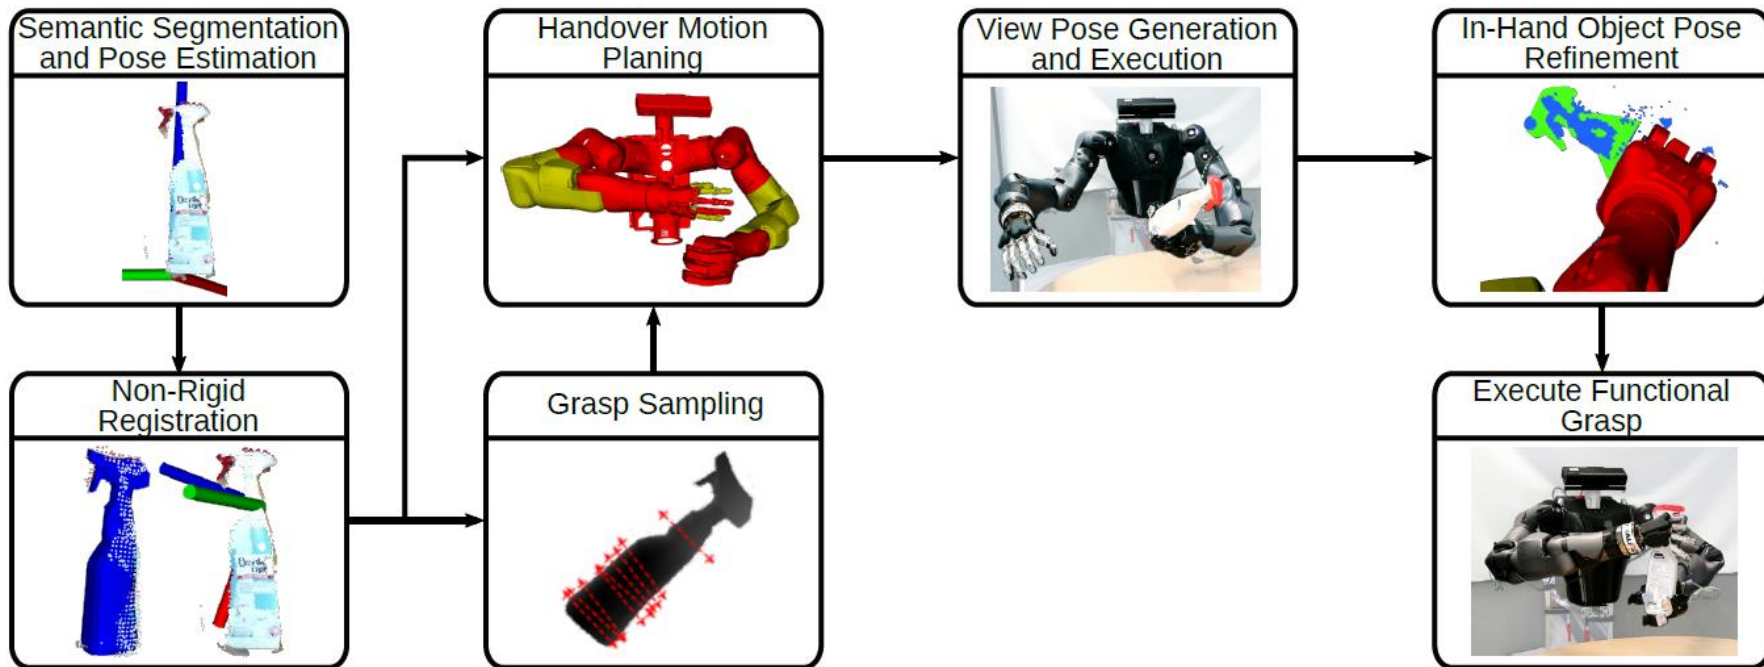 Semantic Segmentation
and Pose Estimation
Handover Motion
Planing
View Pose Generation
and Execution
In-Hand Object Pose
Refinement
Non-Rigid
Registration
Grasp Sampling
Execute Functional
Grasp